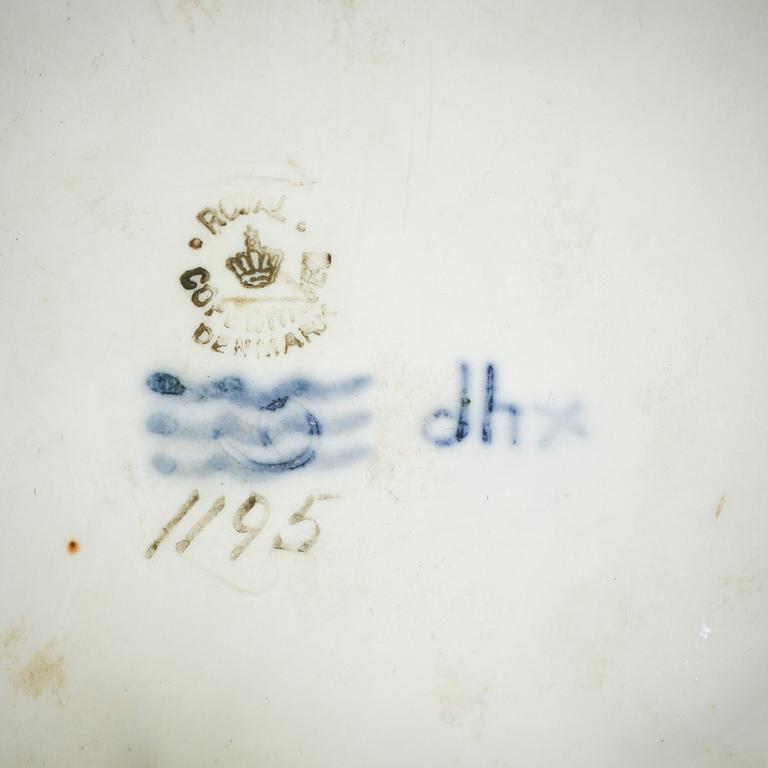 ROYAL
COPENHAGEN
DENMARK
dhx
1195